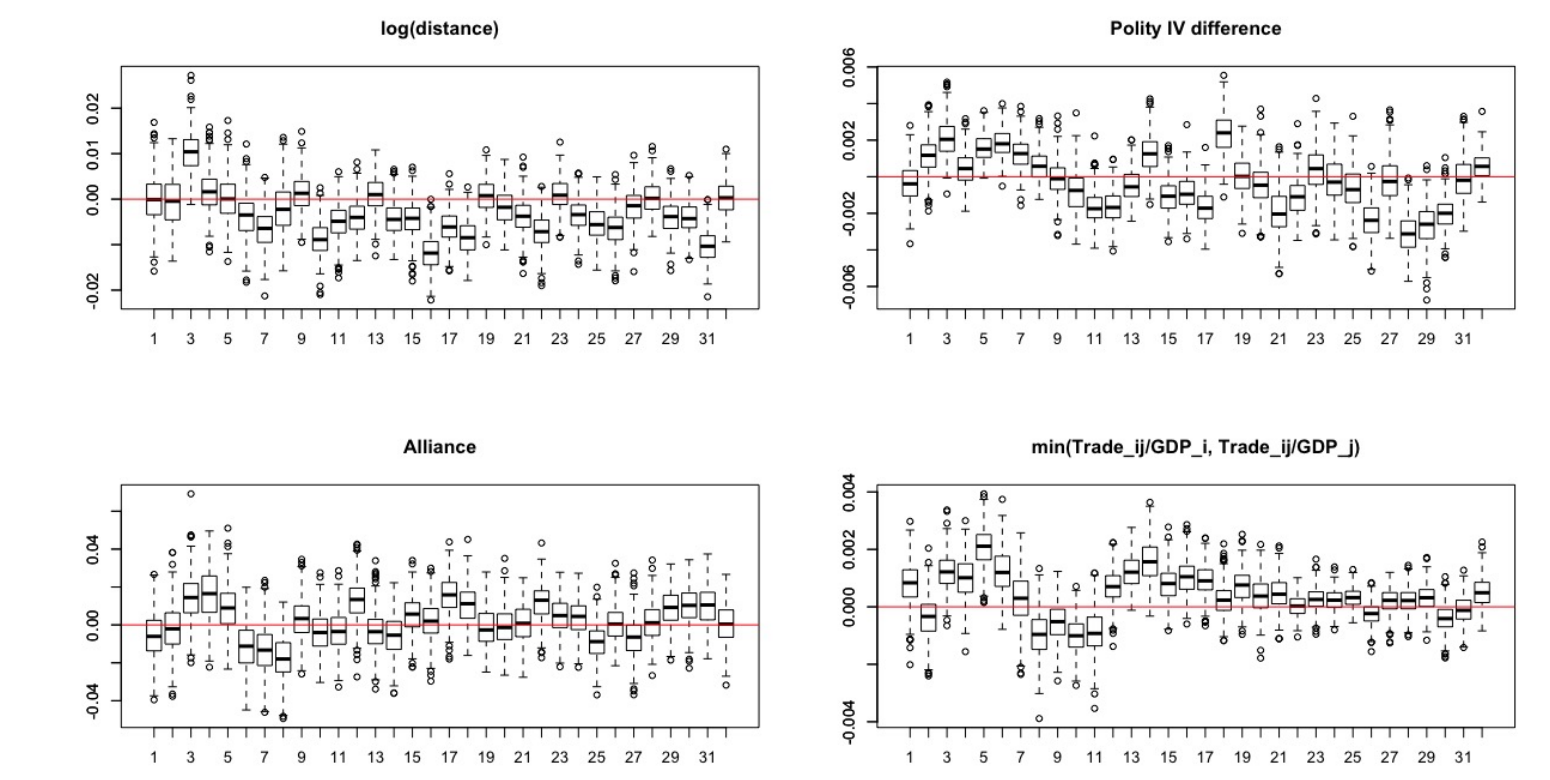 log(distance)
0.02
0.01
0.00
-0.02
1 3 5 7 9 11 13 15 17 19 21 23 25 27 29 31
Polity IV difference
0.006
0.002
-0.002
-0.006
1 3 5 7 9 11 13 15 17 19 21 23 25 27 29 31
Alliance
0.04
0.00
-0.04
1 3 5 7 9 11 13 15 17 19 21 23 25 27 29 31
min(Trade_ij/GDP_i, Trade_ij/GDP_j)
0.004
0.002
0.000
-0.004
1 3 5 7 9 11 13 15 17 19 21 23 25 27 29 31